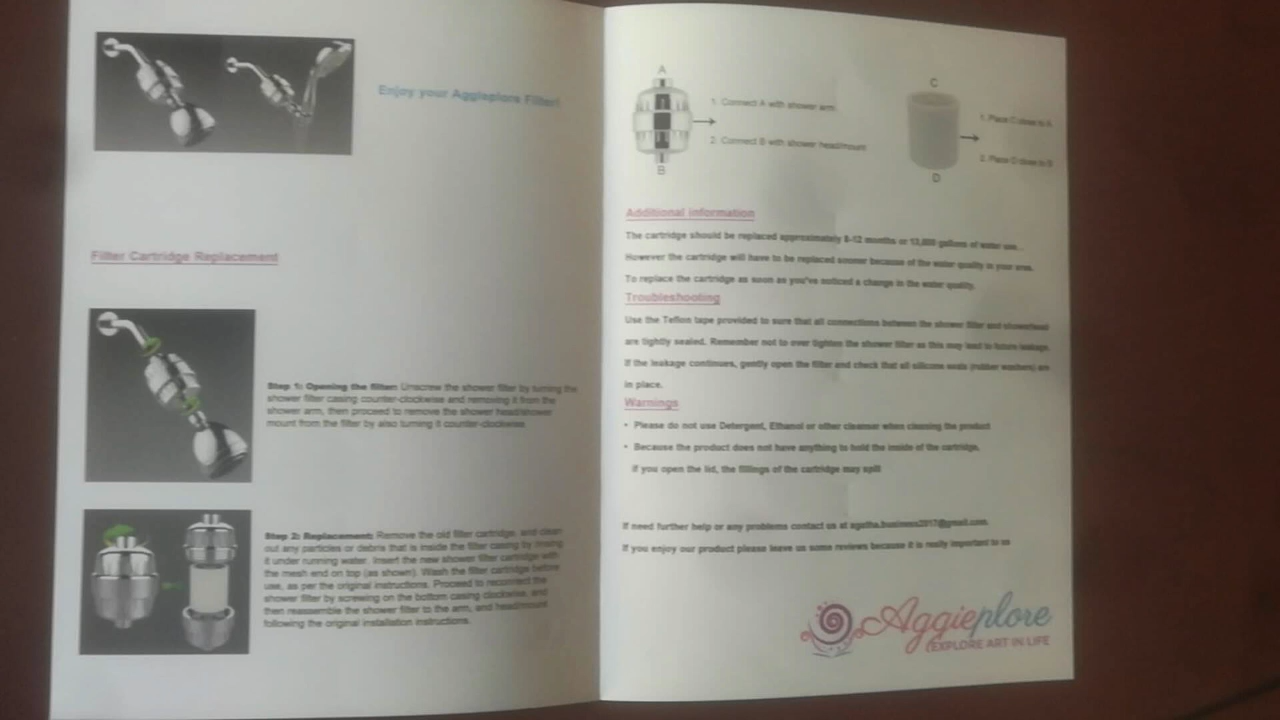 Enjoy your Aggieplore Filter!
Filter Cartridge Replacement
Step 1: Opening the filter: Unscrew the shower filter by turning the
shower filter casing counter-clockwise and removing it from the
shower arm, then proceed to remove the shower head/shower
mount from the filter by also turning it counter-clockwise.
Step 2: Replacement: Remove the old filter cartridge, and clean
out any particles or debris that is inside the filter casing by rinsing
it under running water. Insert the new shower filter cartridge with
the mesh end on top (as shown). Wash the filter cartridge before
use, as per the original instructions. Proceed to reconnect the
shower filter by screwing on the bottom casing clockwise, and
then reassemble the shower filter to the arm, and head/mount
following the original installation instructions.
A
1. Connect A with shower arm
2. Connect B with shower head/mount
B
C
1. Place C close to A
2. Place D close to B
D
Additional information
The cartridge should be replaced approximately months or gallons of water use.
However the cartridge will have to be replaced sooner because of the water quality in your area.
To replace the cartridge as soon as you've noticed a change in the water quality.
Troubleshooting
Use the Teflon tape provided to sure that all connections between the shower filter and showerhead
are tightly sealed. Remember not to over tighten the shower filter as this may lead to future leakage.
If the leakage continues, gently open the filter and check that all silicone seals (rubber washers) are
in place.
Warnings
• Please do not use Detergent, Ethanol or other cleanser when cleaning the product
• Because the product does not have anything to hold the inside of the cartridge,
if you open the lid, the fillings of the cartridge may spill
If need further help or any problems contact us at agatha.business2017@gmail.com.
If you enjoy our product please leave us some reviews because it is really important to us
Aggieplore
EXPLORE ART IN LIFE